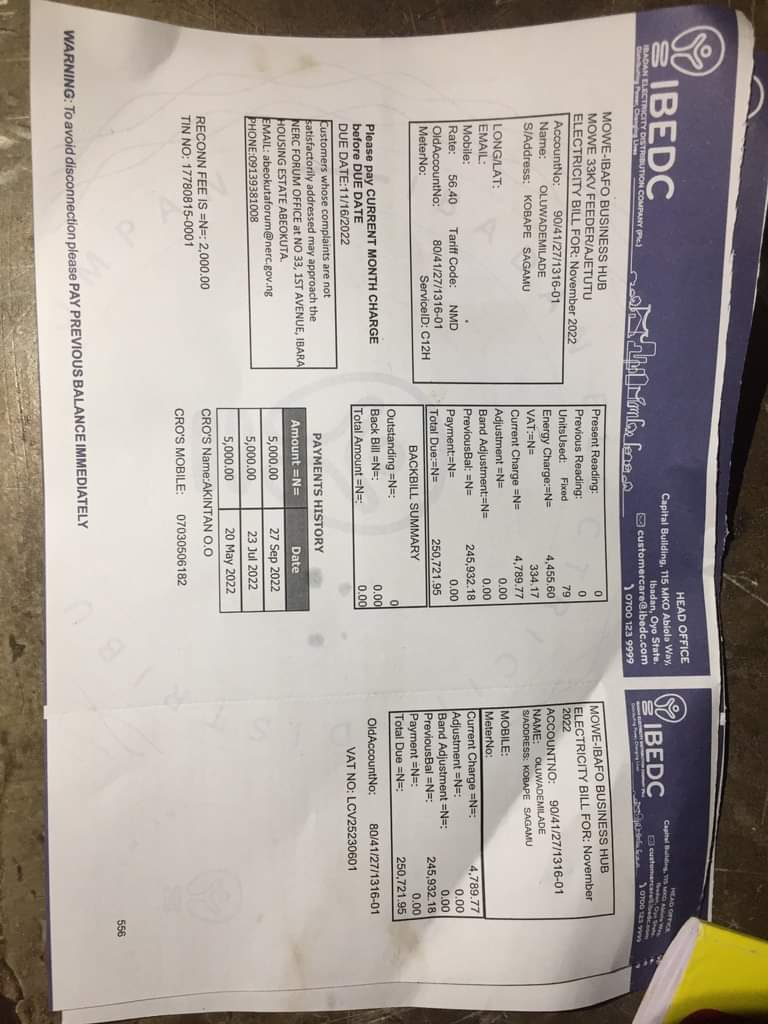 IBEDC
IBADAN ELECTRICITY DISTRIBUTION COMPANY (Plc.)
Distributing Power, Changing Lives
HEAD OFFICE
Capital Building, 115 MKO Abiola Way,
Ibadan, Oyo State.
customercare@ibedc.com
0700 123 9999
MOWE-IBAFO BUSINESS HUB
MOWE 33KV FEEDER/AJETUTU
ELECTRICITY BILL FOR: November 2022
AccountNo: 90/41/27/1316-01
Name: OLUWADEMILADE
S/Address: KOBAPE SAGAMU
LONG/LAT:
EMAIL:
Mobile:
Rate: 56.40 Tariff Code: NMD
OldAccountNo: 80/41/27/1316-01
MeterNo: ServiceID: C12H
Please pay CURRENT MONTH CHARGE
before DUE DATE
DUE DATE:11/16/2022
Customers whose complaints are not
satisfactorily addressed may approach the
NERC FORUM OFFICE at NO 33, 1ST AVENUE, IBARA
HOUSING ESTATE ABEOKUTA.
EMAIL: abeokutaforum@nerc.gov.ng
PHONE:09139381008
RECONN FEE IS =N=: 2,000.00
TIN NO: 17780815-0001
Present Reading: 0
Previous Reading: 0
UnitsUsed: Fixed 79
Energy Charge:=N= 4,455.60
VAT:=N= 334.17
Current Charge =N= 4,789.77
Adjustment =N= 0.00
Band Adjustment:=N= 0.00
PreviousBal: =N= 245,932.18
Payment:=N= 0.00
Total Due:=N= 250,721.95
BACKBILL SUMMARY
Outstanding =N=: 0
Back Bill =N=: 0.00
Total Amount =N=: 0.00
PAYMENTS HISTORY
Amount =N= Date
5,000.00 27 Sep 2022
5,000.00 23 Jul 2022
5,000.00 20 May 2022
CRO'S Name:AKINTAN O.O
CRO'S MOBILE: 07030506182
WARNING: To avoid disconnection please PAY PREVIOUS BALANCE IMMEDIATELY
IBEDC
IBADAN ELECTRICITY DISTRIBUTION COMPANY (Plc)
Distributing Power, Changing Lives
HEAD OFFICE
Capital Building, 115 MKO Abiola Way,
Ibadan, Oyo State.
customercare@ibedc.com
0700 123 9999
MOWE-IBAFO BUSINESS HUB
ELECTRICITY BILL FOR: November
2022
ACCOUNTNO: 90/41/27/1316-01
NAME: OLUWADEMILADE
S/ADDRESS: KOBAPE SAGAMU
MOBILE:
MeterNo:
Current Charge =N=: 4,789.77
Adjustment =N=: 0.00
Band Adjustment =N=: 0.00
PreviousBal =N=: 245,932.18
Payment =N=: 0.00
Total Due =N=: 250,721.95
OldAccountNo: 80/41/27/1316-01
VAT NO: LCV25230601
556